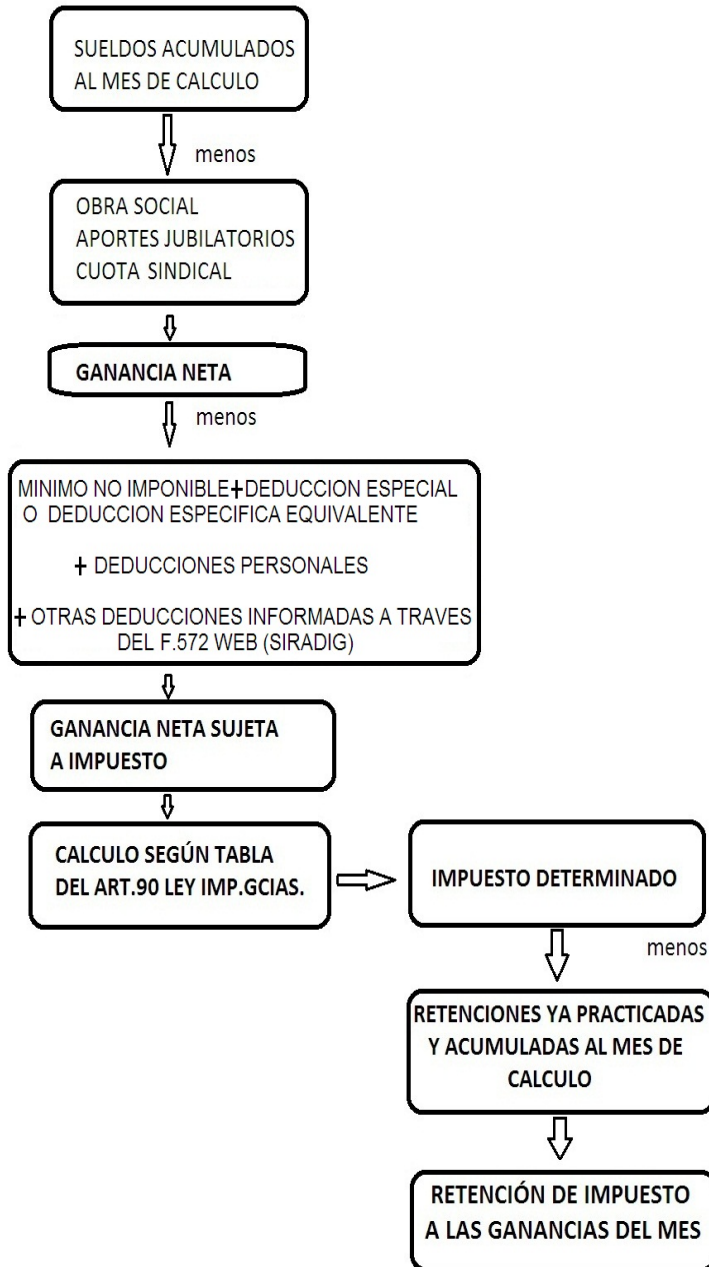 SUELDOS ACUMULADOS
AL MES DE CALCULO
menos
OBRA SOCIAL
APORTES JUBILATORIOS
CUOTA SINDICAL
GANANCIA NETA
menos
MINIMO NO IMPONIBLE+DEDUCCION ESPECIAL
O DEDUCCION ESPECIFICA EQUIVALENTE
+ DEDUCCIONES PERSONALES
+ OTRAS DEDUCCIONES INFORMADAS A TRAVES
DEL F.572 WEB (SIRADIG)
GANANCIA NETA SUJETA
A IMPUESTO
CALCULO SEGÚN TABLA
DEL ART.90 LEY IMP.GCIAS.
IMPUESTO DETERMINADO
menos
RETENCIONES YA PRACTICADAS
Y ACUMULADAS AL MES DE
CALCULO
RETENCIÓN DE IMPUESTO
A LAS GANANCIAS DEL MES